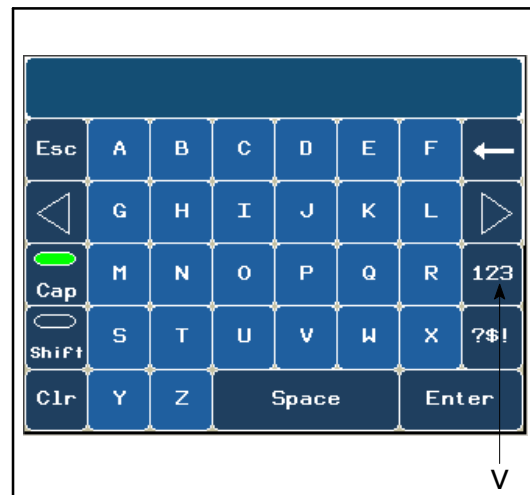 Esc A B C D E F
G H I J K L
Cap M N O P Q R 123
Shift S T U V W X ?$!
Clr Y Z Space Enter
V